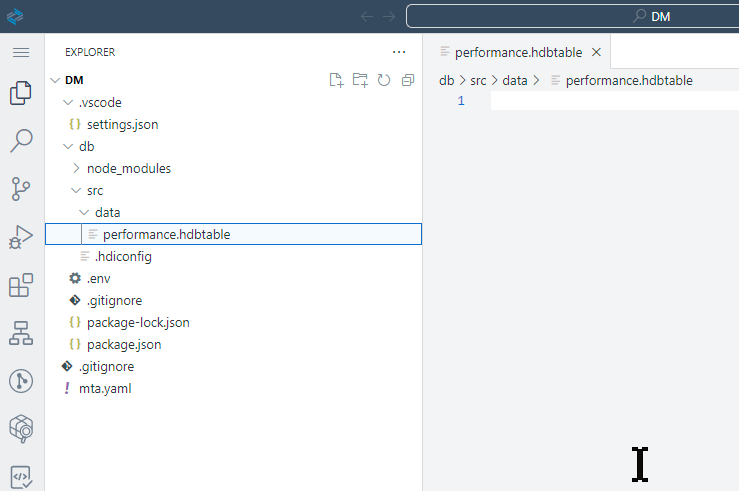 DM
EXPLORER
DM
.vscode
{} settings.json
db
node_modules
src
data
performance.hdbtable
.hdiconfig
.env
.gitignore
{} package-lock.json
{} package.json
.gitignore
! mta.yaml
performance.hdbtable
db > src > data > performance.hdbtable
1